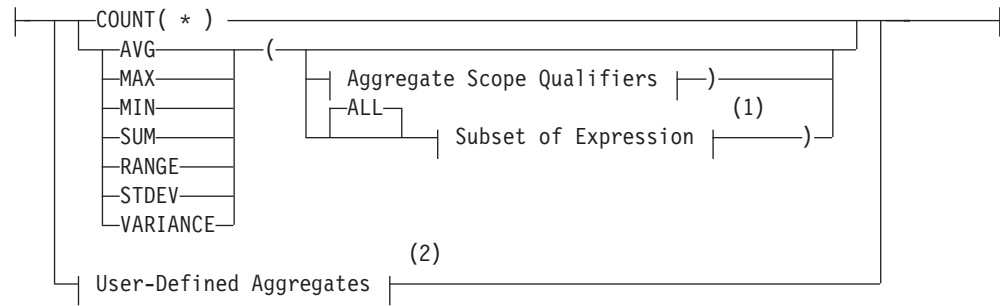 COUNT( * )
AVG (
MAX Aggregate Scope Qualifiers )
MIN ALL (1)
SUM Subset of Expression )
RANGE
STDEV
VARIANCE
(2)
User-Defined Aggregates